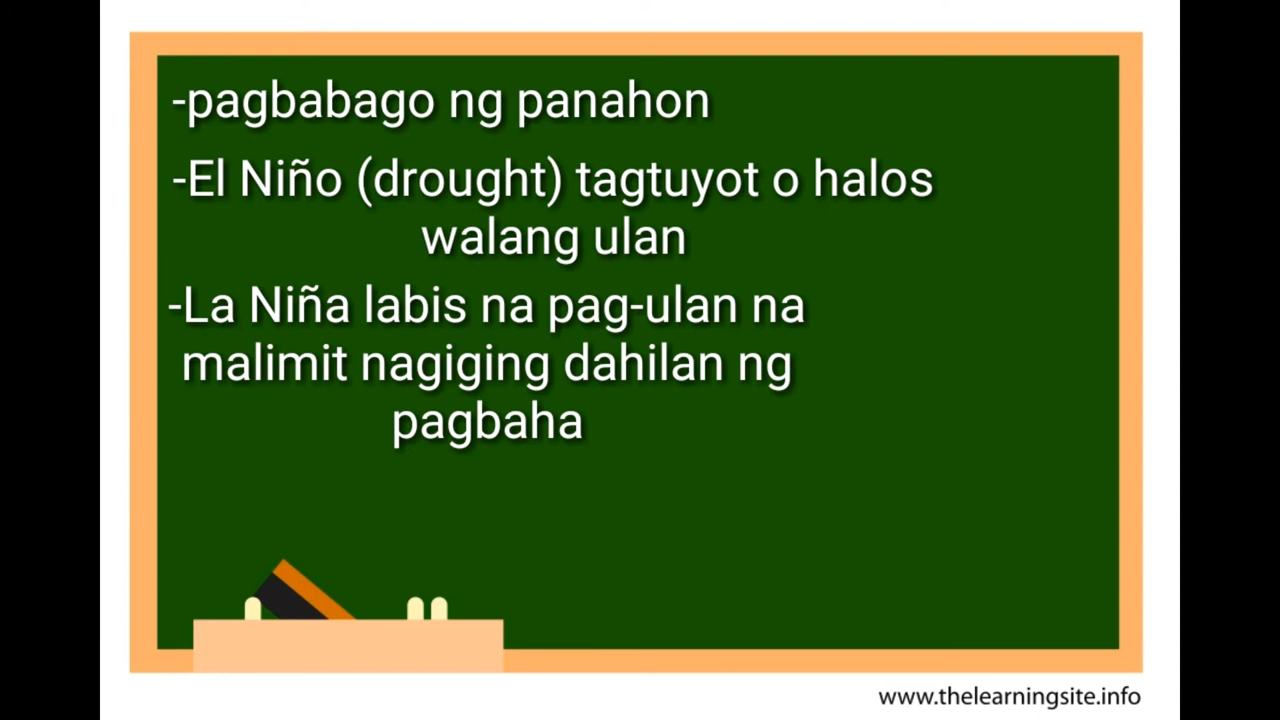 -pagbabago ng panahon
-El Niño (drought) tagtuyot o halos
walang ulan
-La Niña labis na pag-ulan na
malimit nagiging dahilan ng
pagbaha
www.thelearningsite.info